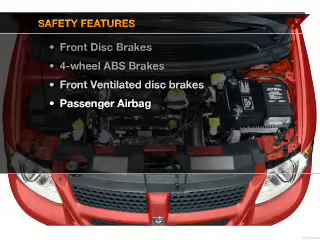 SAFETY FEATURES
• Front Disc Brakes
• 4-wheel ABS Brakes
• Front Ventilated disc brakes
• Passenger Airbag